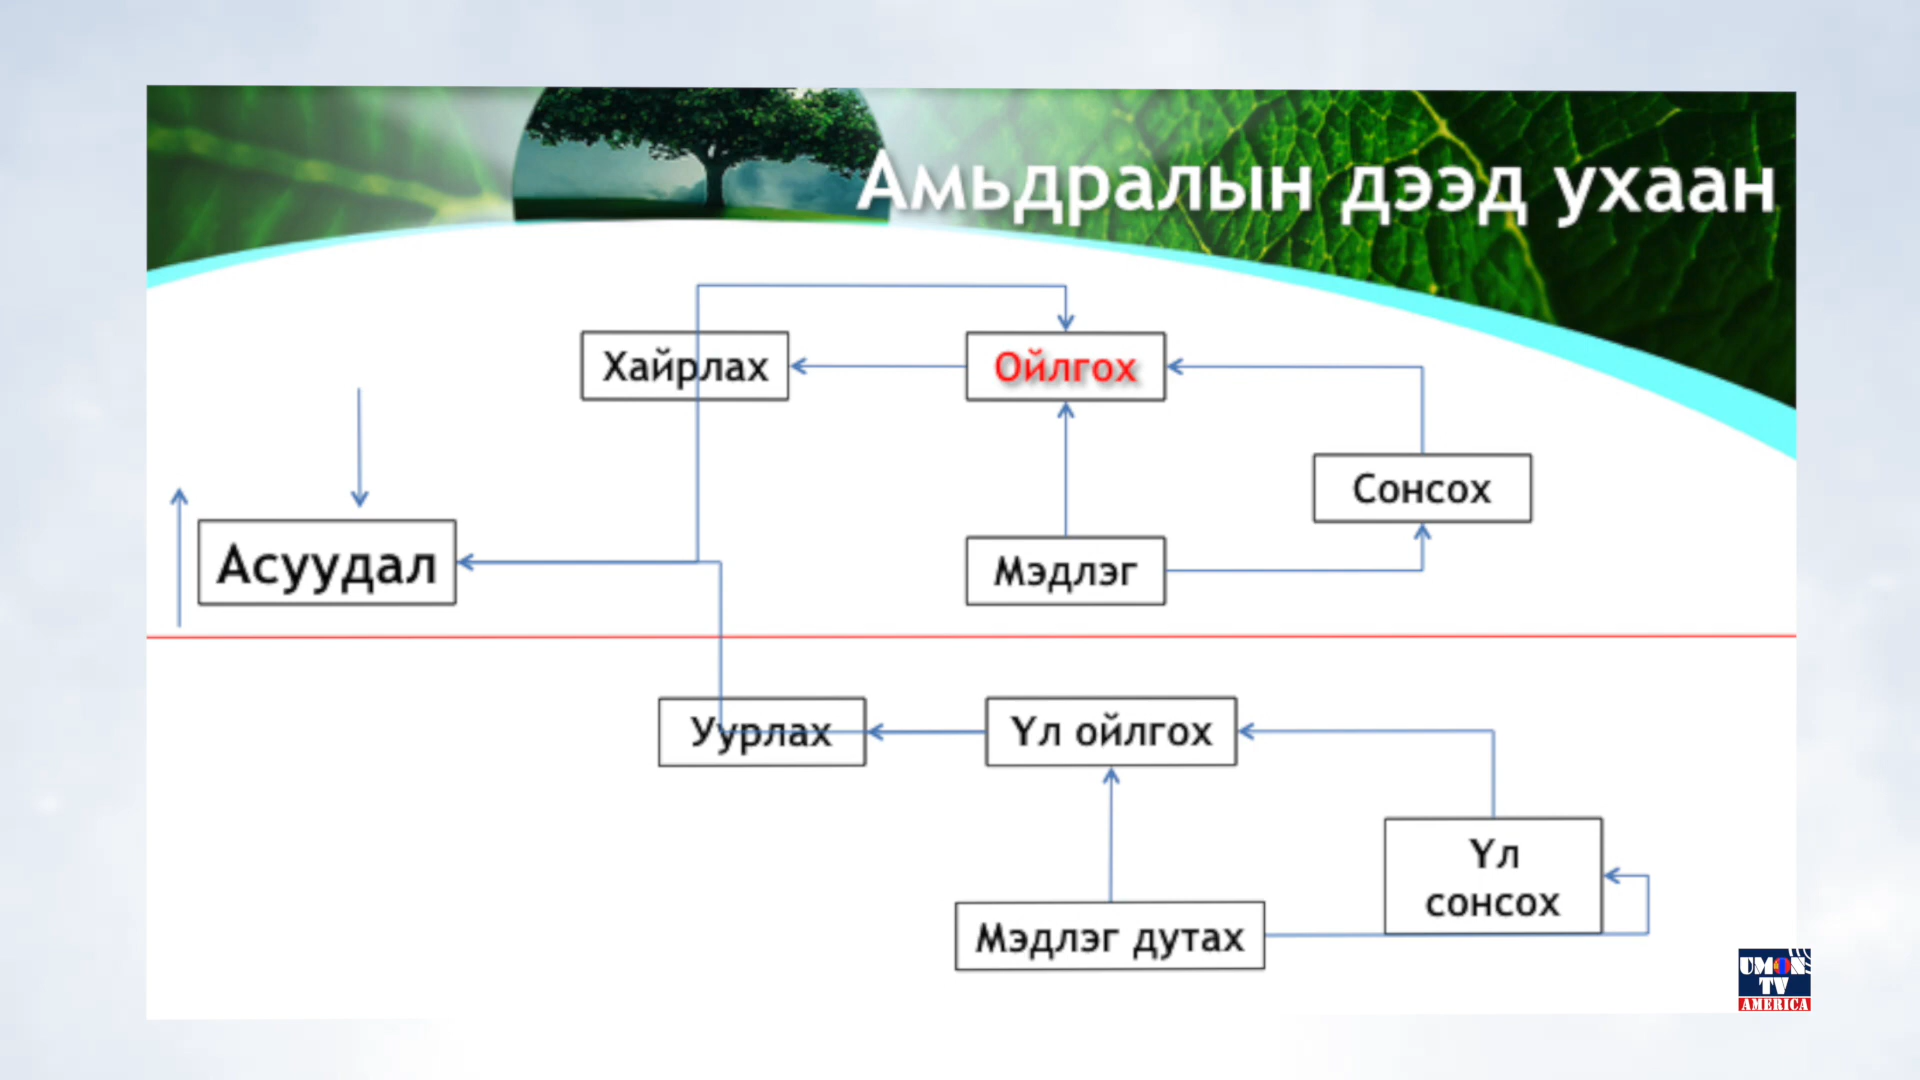 Амьдралын дээд ухаан
Хайрлах
Ойлгох
Сонсох
Асуудал
Мэдлэг
Уурлах
Үл ойлгох
Үл
сонсох
Мэдлэг дутах
UMON
TV
AMERICA